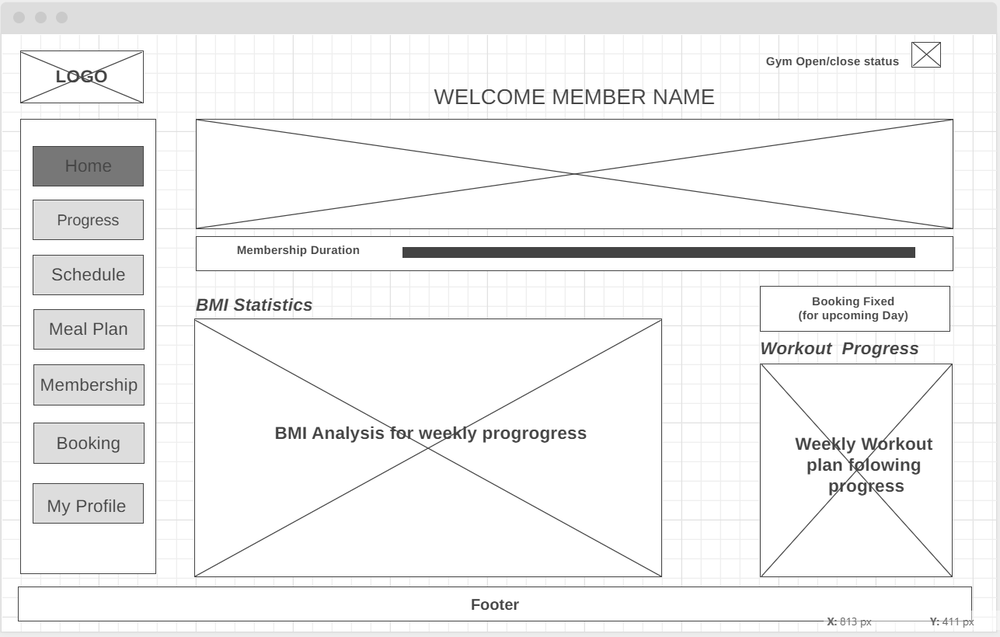 LOGO
Gym Open/close status
WELCOME MEMBER NAME
Home
Progress
Schedule
Meal Plan
Membership
Booking
My Profile
Membership Duration
BMI Statistics
BMI Analysis for weekly progrogress
Booking Fixed
(for upcoming Day)
Workout  Progress
Weekly Workout
plan folowing
progress
Footer
X: 813 px
Y: 411 px